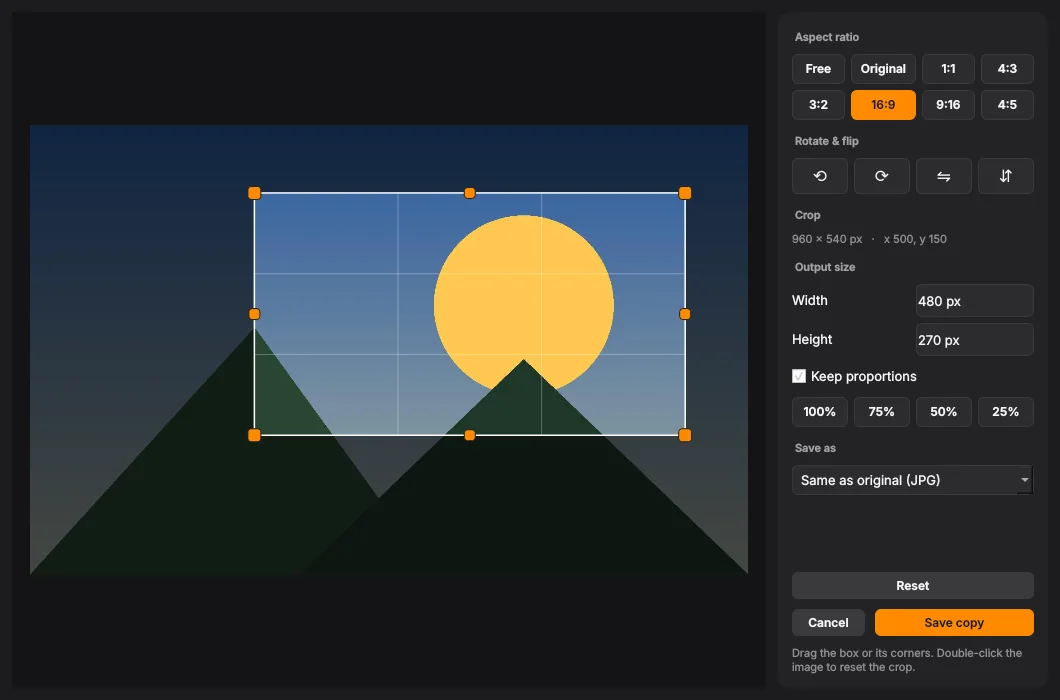 Aspect ratio
Free Original 1:1 4:3
3:2 16:9 9:16 4:5
Rotate & flip
Crop
960 × 540 px · x 500, y 150
Output size
Width 480 px
Height 270 px
Keep proportions
100% 75% 50% 25%
Save as
Same as original (JPG)
Reset
Cancel Save copy
Drag the box or its corners. Double-click the
image to reset the crop.